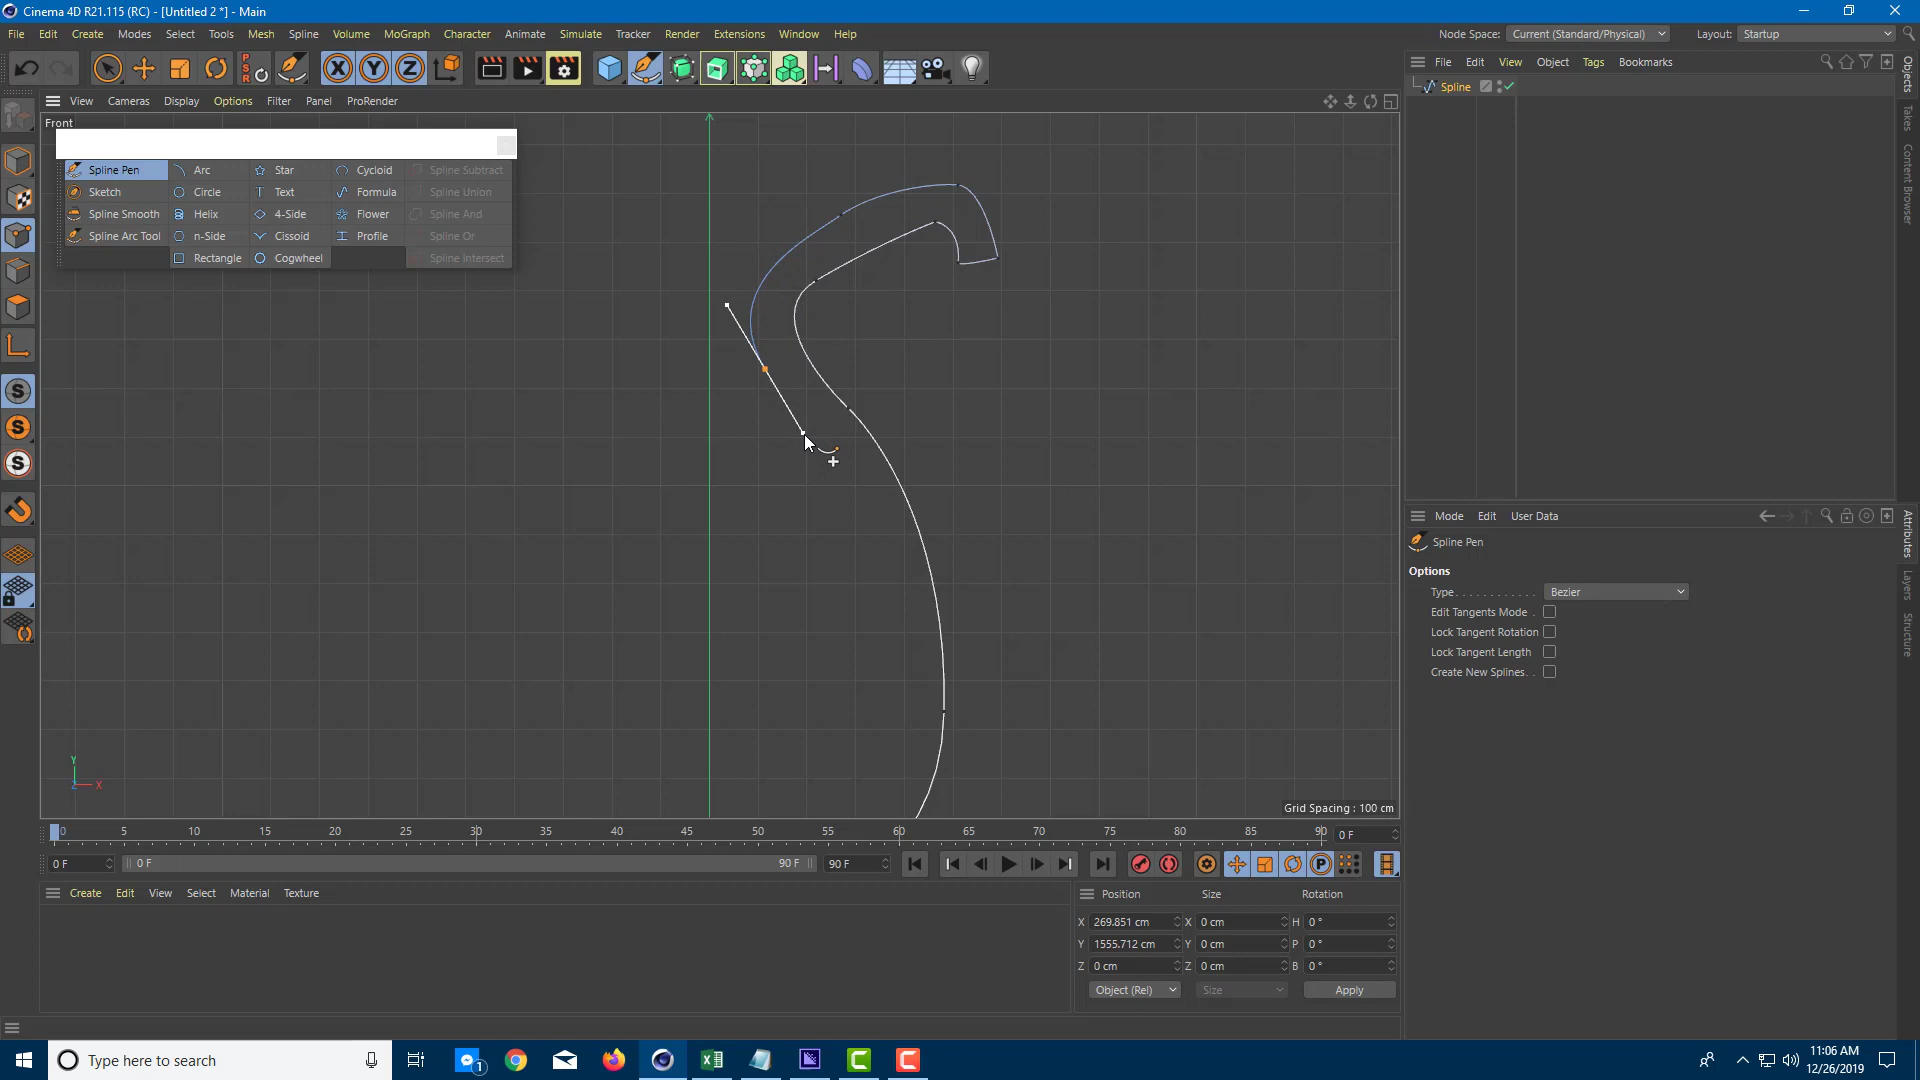 Cinema 4D R21.115 (RC) - [Untitled 2 *] - Main
File Edit Create Modes Select Tools Mesh Spline Volume MoGraph Character Animate Simulate Tracker Render Extensions Window Help
Node Space: Current (Standard/Physical) Layout: Startup
View Cameras Display Options Filter Panel ProRender
File Edit View Object Tags Bookmarks
Spline
Front
Spline Pen Arc Star Cycloid Spline Subtract
Sketch Circle Text Formula Spline Union
Spline Smooth Helix 4-Side Flower Spline And
Spline Arc Tool n-Side Cissoid Profile Spline Or
Rectangle Cogwheel Spline Intersect
Objects
Takes
Content Browser
Mode Edit User Data
Spline Pen
Options
Type Bezier
Edit Tangents Mode
Lock Tangent Rotation
Lock Tangent Length
Create New Splines
Attributes
Layers
Structure
Y
Z X
Grid Spacing : 100 cm
0 5 10 15 20 25 30 35 40 45 50 55 60 65 70 75 80 85 90 0 F
0 F 0 F 90 F 90 F
Create Edit View Select Material Texture
Position Size Rotation
X 269.851 cm X 0 cm H 0 °
Y 1555.712 cm Y 0 cm P 0 °
Z 0 cm Z 0 cm B 0 °
Object (Rel) Size Apply
Type here to search
1
11:06 AM
12/26/2019